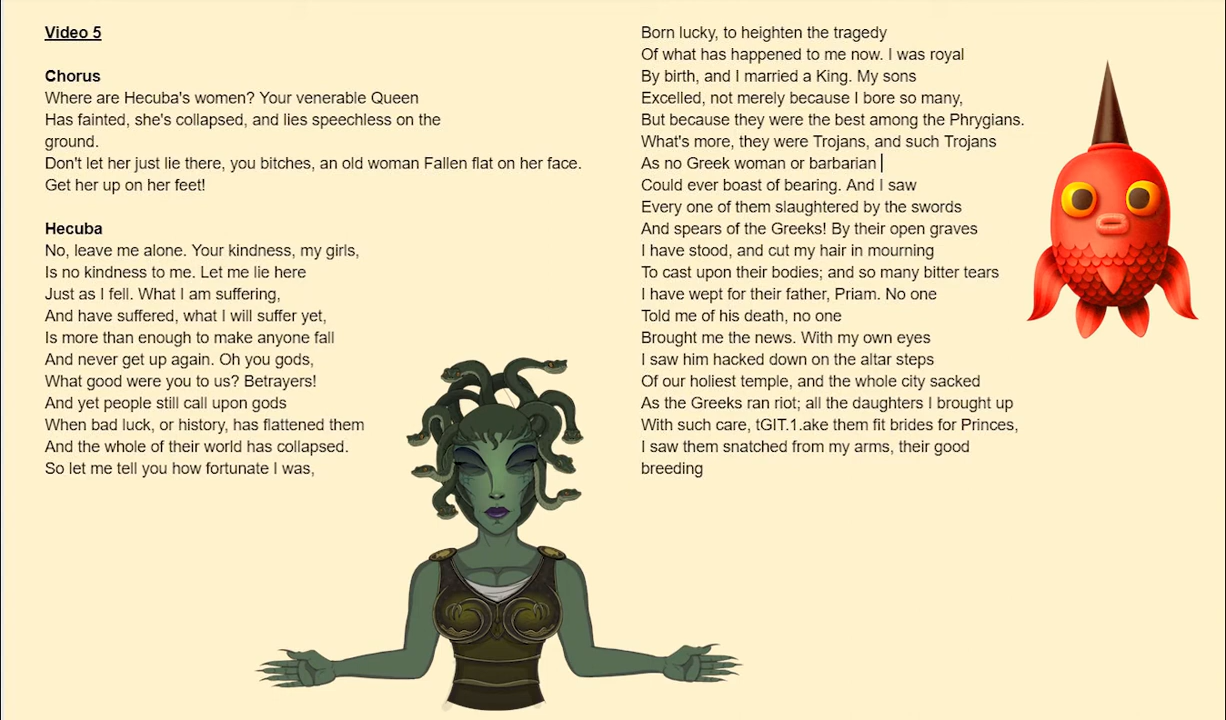 Video 5
Chorus
Where are Hecuba's women? Your venerable Queen
Has fainted, she's collapsed, and lies speechless on the
ground.
Don't let her just lie there, you bitches, an old woman Fallen flat on her face.
Get her up on her feet!
Hecuba
No, leave me alone. Your kindness, my girls,
Is no kindness to me. Let me lie here
Just as I fell. What I am suffering,
And have suffered, what I will suffer yet,
Is more than enough to make anyone fall
And never get up again. Oh you gods,
What good were you to us? Betrayers!
And yet people still call upon gods
When bad luck, or history, has flattened them
And the whole of their world has collapsed.
So let me tell you how fortunate I was,
Born lucky, to heighten the tragedy
Of what has happened to me now. I was royal
By birth, and I married a King. My sons
Excelled, not merely because I bore so many,
But because they were the best among the Phrygians.
What's more, they were Trojans, and such Trojans
As no Greek woman or barbarian
Could ever boast of bearing. And I saw
Every one of them slaughtered by the swords
And spears of the Greeks! By their open graves
I have stood, and cut my hair in mourning
To cast upon their bodies; and so many bitter tears
I have wept for their father, Priam. No one
Told me of his death, no one
Brought me the news. With my own eyes
I saw him hacked down on the altar steps
Of our holiest temple, and the whole city sacked
As the Greeks ran riot; all the daughters I brought up
With such care, tGIT.1.ake them fit brides for Princes,
I saw them snatched from my arms, their good
breeding